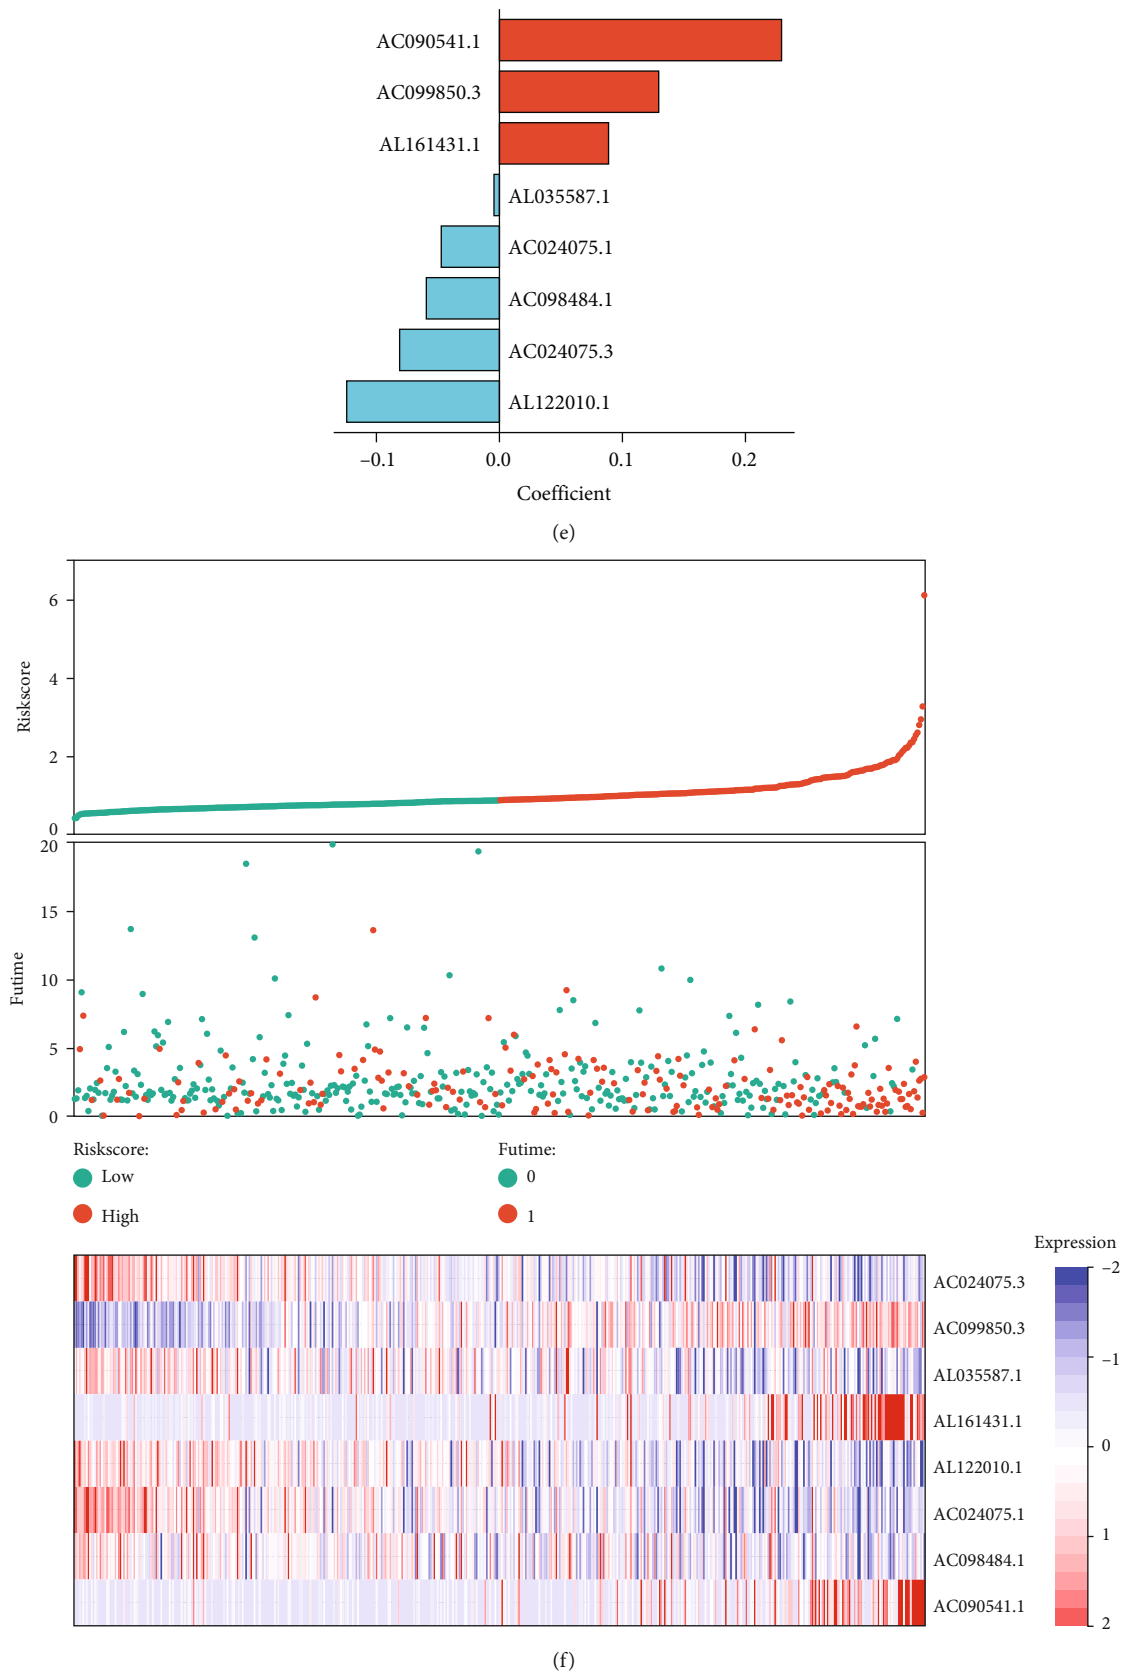 AC090541.1
AC099850.3
AL161431.1
AL035587.1
AC024075.1
AC098484.1
AC024075.3
AL122010.1
–0.1 0.0 0.1 0.2
Coefficient
(e)
Riskscore
6
4
2
0
Futime
20
15
10
5
0
Riskscore:
Low
High
Futime:
0
1
Expression
–2
–1
0
1
2
AC024075.3
AC099850.3
AL035587.1
AL161431.1
AL122010.1
AC024075.1
AC098484.1
AC090541.1
(f)